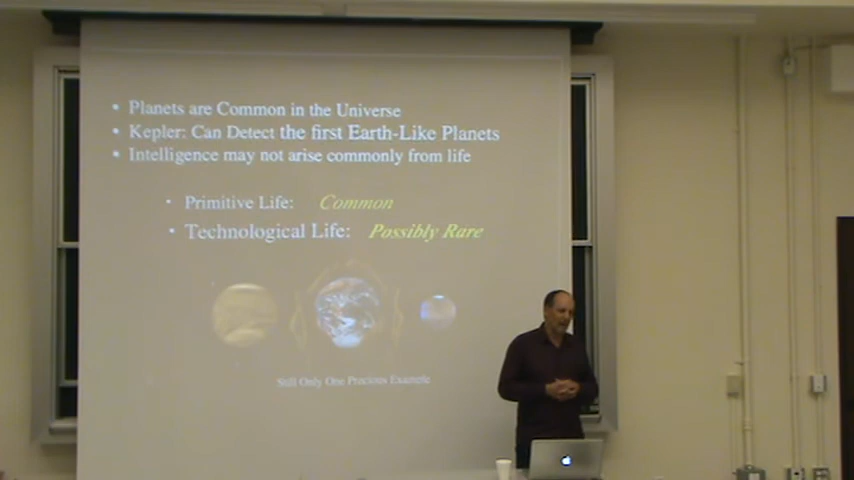 • Planets are Common in the Universe
• Kepler: Can Detect the first Earth-Like Planets
• Intelligence may not arise commonly from life
• Primitive Life: Common
• Technological Life: Possibly Rare
Still Only One Precious Example